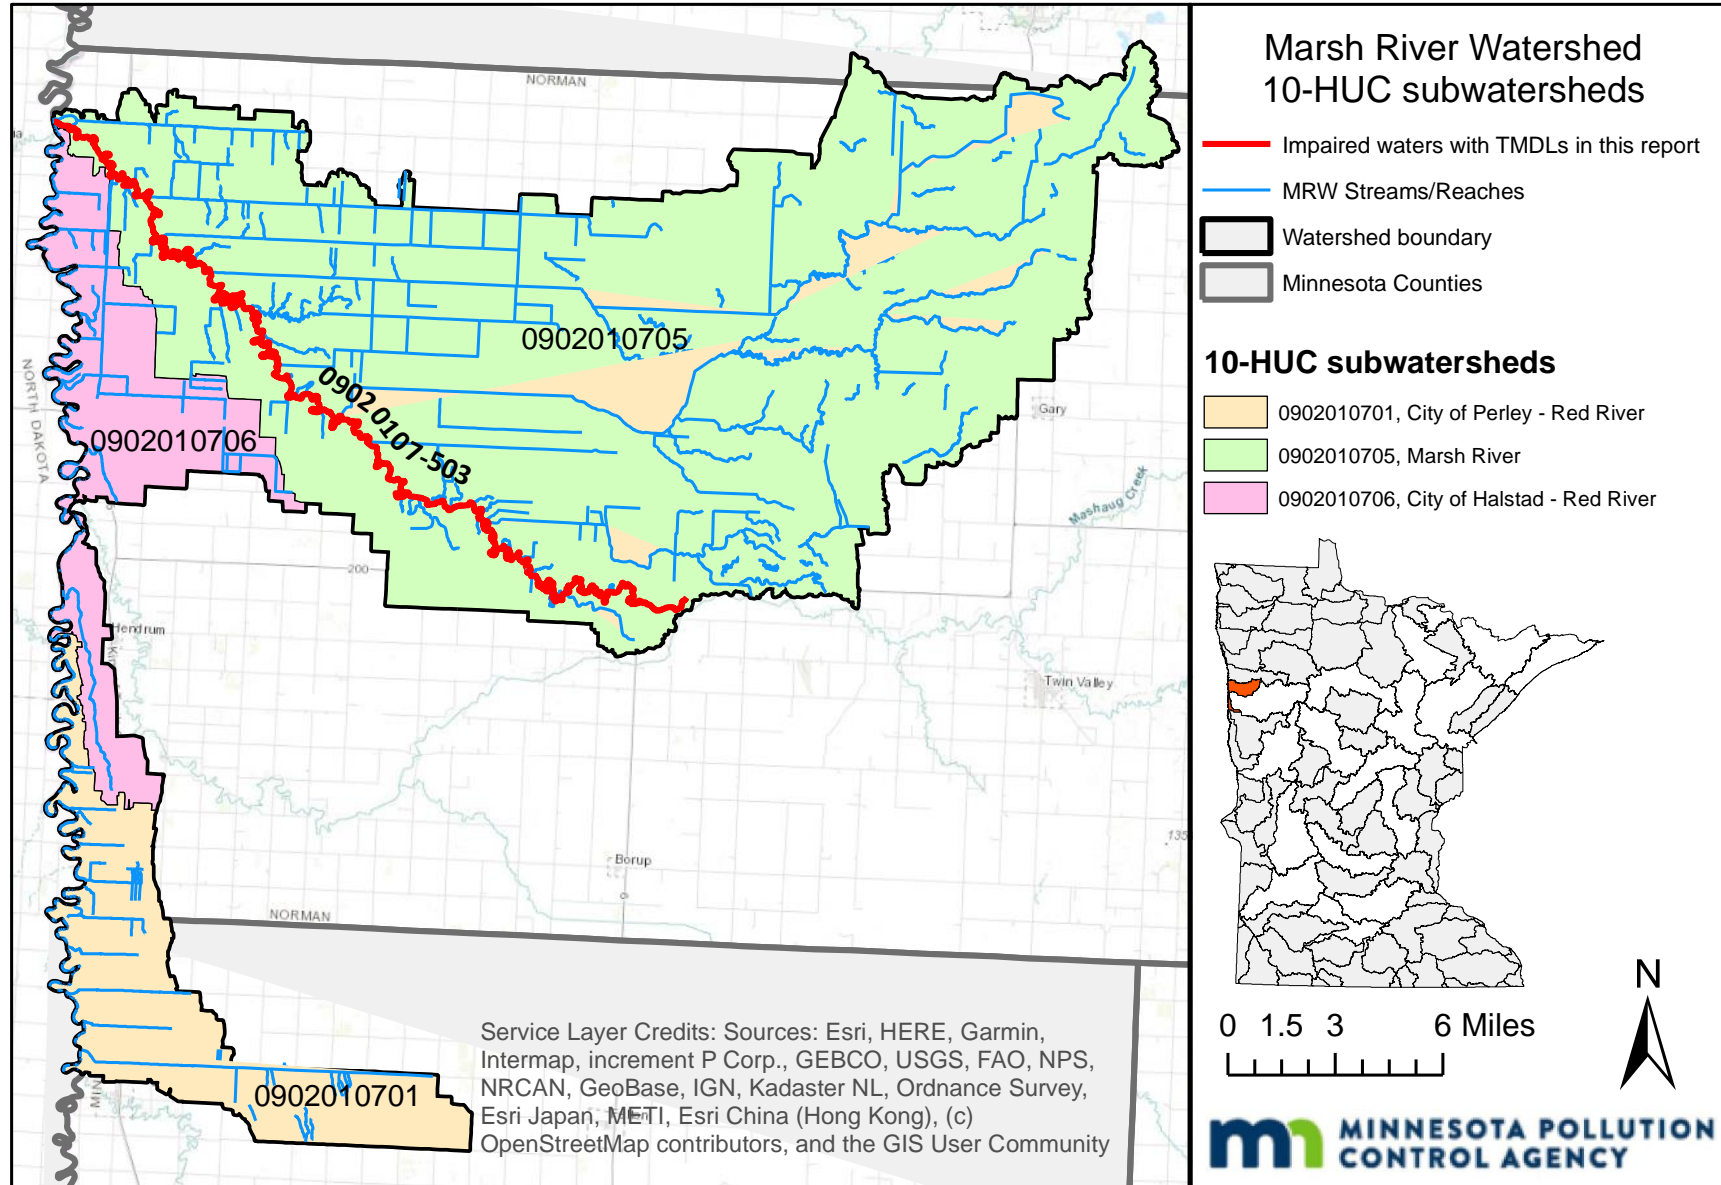 Marsh River Watershed
10-HUC subwatersheds
Impaired waters with TMDLs in this report
MRW Streams/Reaches
Watershed boundary
Minnesota Counties
10-HUC subwatersheds
0902010701, City of Perley - Red River
0902010705, Marsh River
0902010706, City of Halstad - Red River
0 1.5 3 6 Miles
N
MINNESOTA POLLUTION
CONTROL AGENCY
NORMAN
0902010705
09020107-503
0902010706
NORTH DAKOTA
Gary
Mashaug Creek
200
Hendrum
Twin Valley
Borup
NORMAN
0902010701
Service Layer Credits: Sources: Esri, HERE, Garmin,
Intermap, increment P Corp., GEBCO, USGS, FAO, NPS,
NRCAN, GeoBase, IGN, Kadaster NL, Ordnance Survey,
Esri Japan, METI, Esri China (Hong Kong), (c)
OpenStreetMap contributors, and the GIS User Community